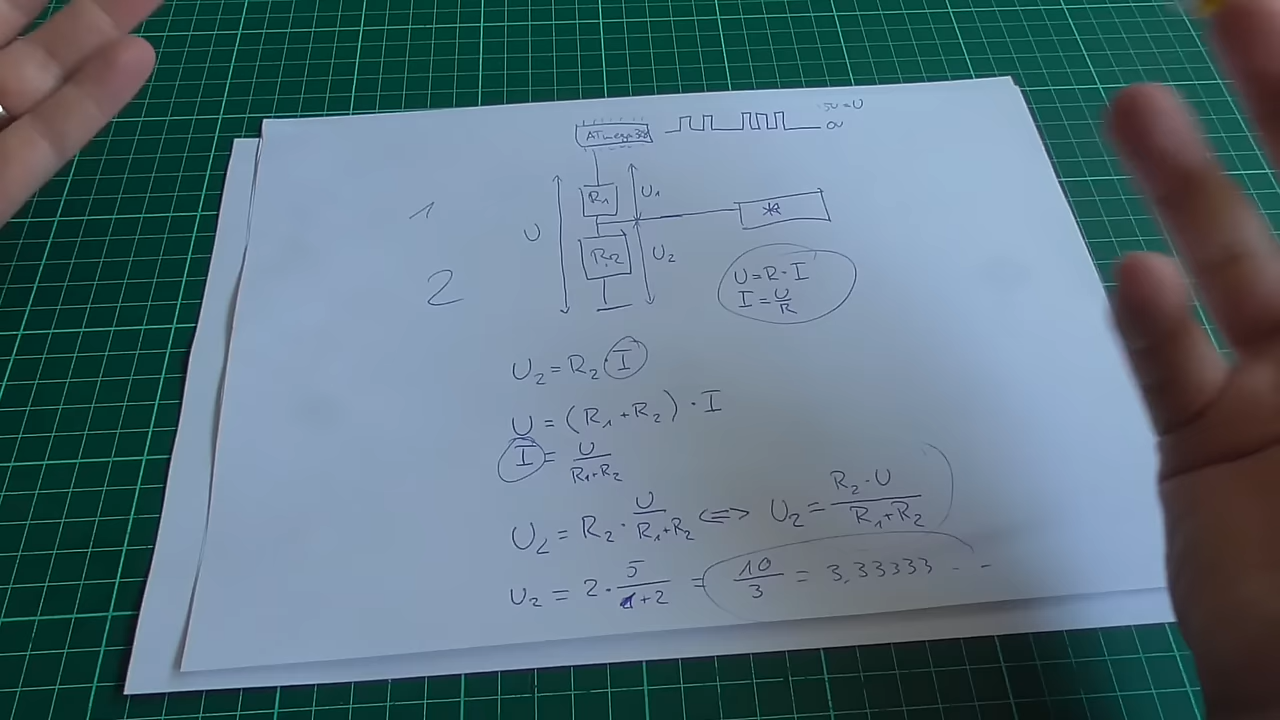 5V=U
0V
ATmega328
R1
U1
1
U
R2
U2
2
U=R·I
I=U/R
U2=R2·I
U=(R1+R2)·I
I=U/R1+R2
U2=R2·U/R1+R2 <=> U2=R2·U/R1+R2
U2=2·5/1+2=10/3=3,33333--